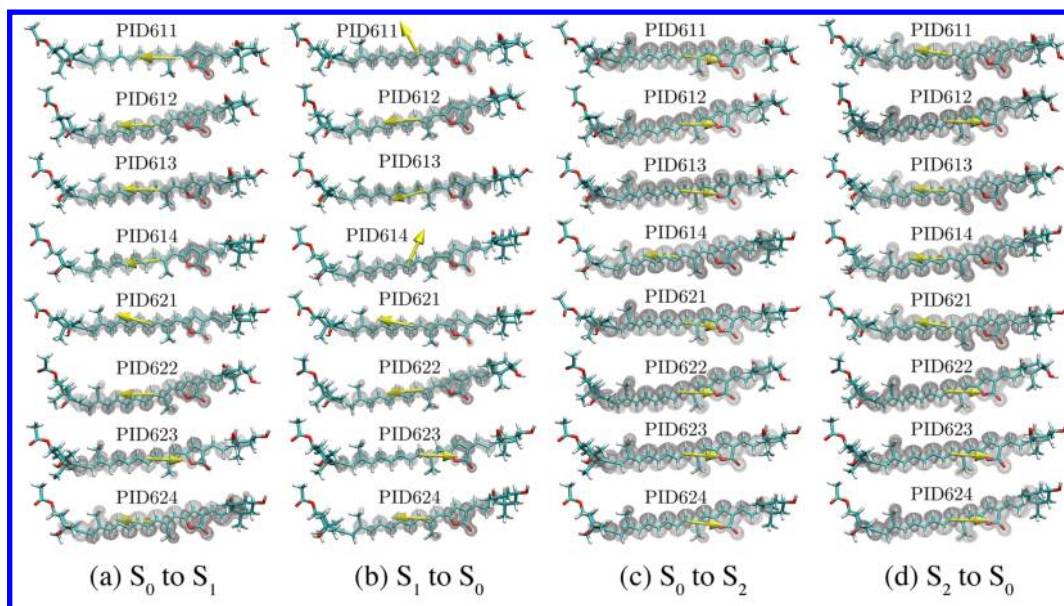 PID611 PID611 PID611 PID611
PID612 PID612 PID612 PID612
PID613 PID613 PID613 PID613
PID614 PID614 PID614 PID614
PID621 PID621 PID621 PID621
PID622 PID622 PID622 PID622
PID623 PID623 PID623 PID623
PID624 PID624 PID624 PID624
(a) S₀ to S₁ (b) S₁ to S₀ (c) S₀ to S₂ (d) S₂ to S₀